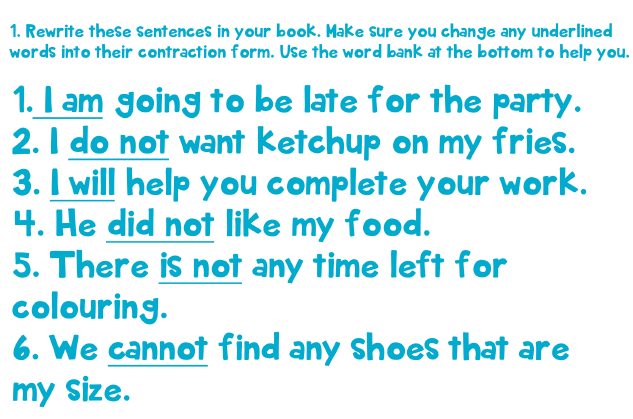 1. Rewrite these sentences in your book. Make sure you change any underlined
words into their contraction form. Use the word bank at the bottom to help you.
1. I am going to be late for the party.
2. I do not want ketchup on my fries.
3. I will help you complete your work.
4. He did not like my food.
5. There is not any time left for
colouring.
6. We cannot find any shoes that are
my size.